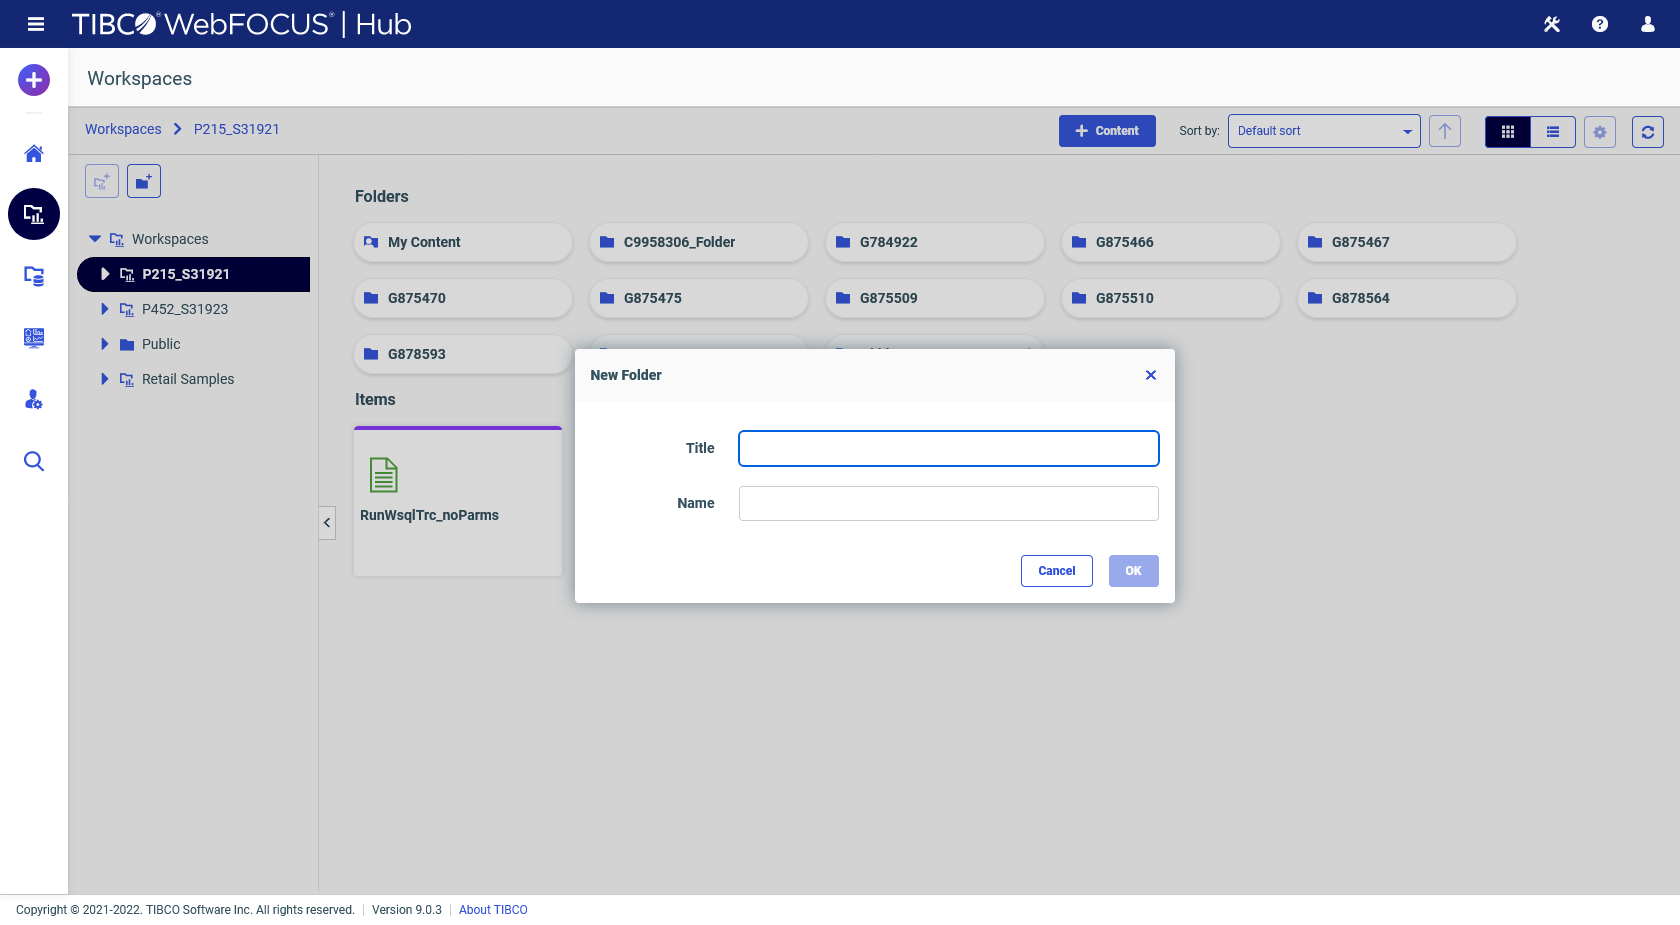 TIBCO® WebFOCUS® | Hub
Workspaces
Workspaces > P215_S31921
+ Content
Sort by:
Default sort
Workspaces
P215_S31921
P452_S31923
Public
Retail Samples
Folders
My Content
C9958306_Folder
G784922
G875466
G875467
G875470
G875475
G875509
G875510
G878564
G878593
Items
RunWsqlTrc_noParms
New Folder
Title
Name
Cancel
OK
Copyright © 2021-2022. TIBCO Software Inc. All rights reserved. | Version 9.0.3 | About TIBCO